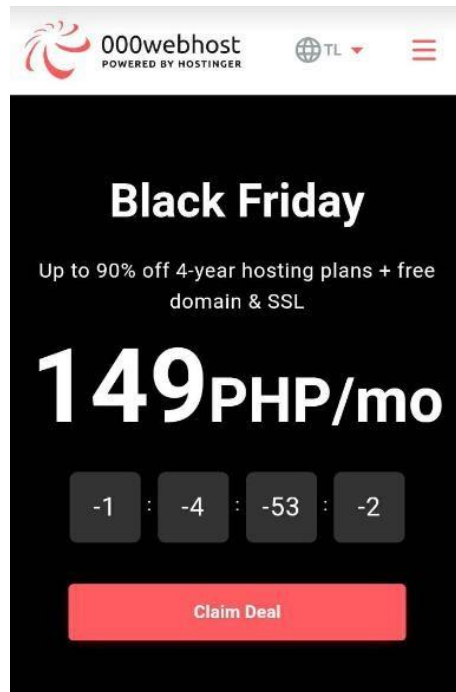 000webhost
POWERED BY HOSTINGER
TL
Black Friday
Up to 90% off 4-year hosting plans + free
domain & SSL
149PHP/mo
-1 : -4 : -53 : -2
Claim Deal